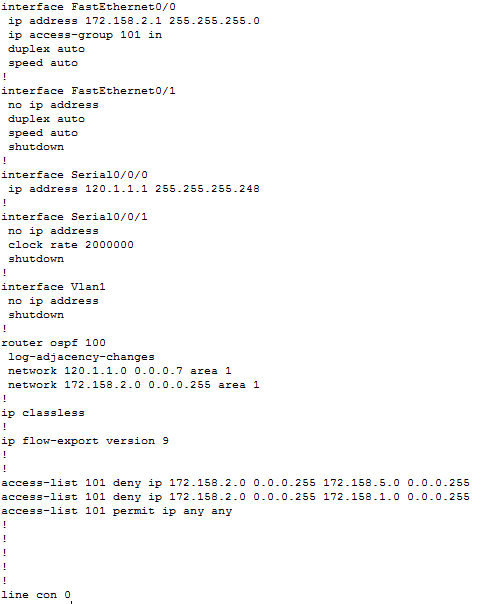 interface FastEthernet0/0
 ip address 172.158.2.1 255.255.255.0
 ip access-group 101 in
 duplex auto
 speed auto
!
interface FastEthernet0/1
 no ip address
 duplex auto
 speed auto
 shutdown
!
interface Serial0/0/0
 ip address 120.1.1.1 255.255.255.248
!
interface Serial0/0/1
 no ip address
 clock rate 2000000
 shutdown
!
interface Vlan1
 no ip address
 shutdown
!
router ospf 100
 log-adjacency-changes
 network 120.1.1.0 0.0.0.7 area 1
 network 172.158.2.0 0.0.0.255 area 1
!
ip classless
!
ip flow-export version 9
!
!
access-list 101 deny ip 172.158.2.0 0.0.0.255 172.158.5.0 0.0.0.255
access-list 101 deny ip 172.158.2.0 0.0.0.255 172.158.1.0 0.0.0.255
access-list 101 permit ip any any
!
!
!
!
!
line con 0